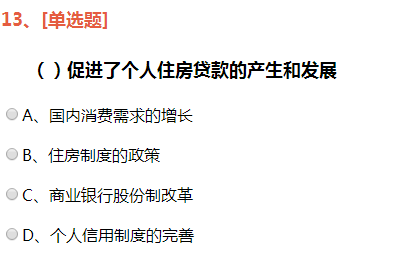 13、[单选题]
（ ）促进了个人住房贷款的产生和发展
A、国内消费需求的增长
B、住房制度的政策
C、商业银行股份制改革
D、个人信用制度的完善